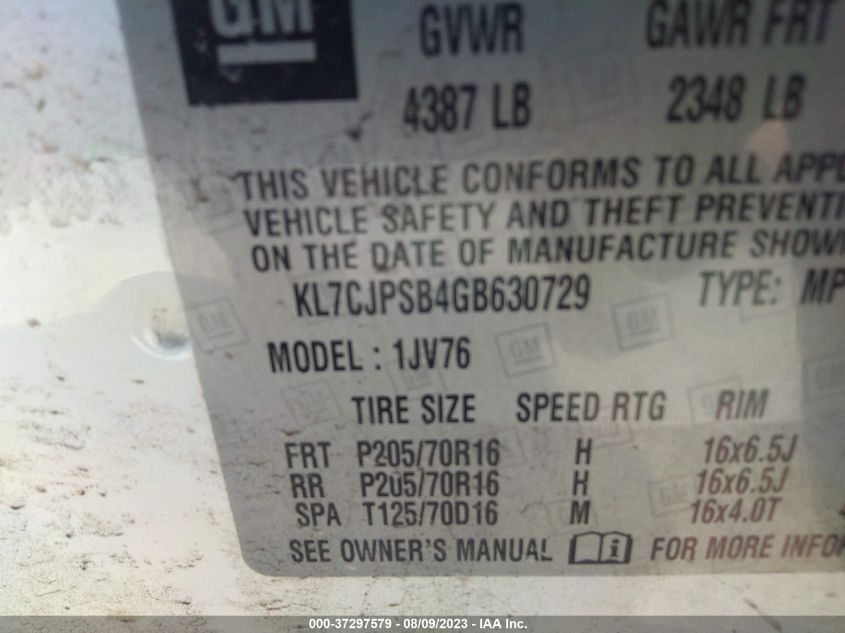 GM
GVWR GAWR FRT
4387 LB 2348 LB
THIS VEHICLE CONFORMS TO ALL APPL
VEHICLE SAFETY AND THEFT PREVENTI
ON THE DATE OF MANUFACTURE SHOWN
KL7CJPSB4GB630729 TYPE: MP
MODEL : 1JV76
TIRE SIZE SPEED RTG RIM
FRT P205/70R16 H 16x6.5J
RR P205/70R16 H 16x6.5J
SPA T125/70D16 M 16x4.0T
SEE OWNER'S MANUAL FOR MORE INFOR
000-37297579 - 08/09/2023 - IAA Inc.